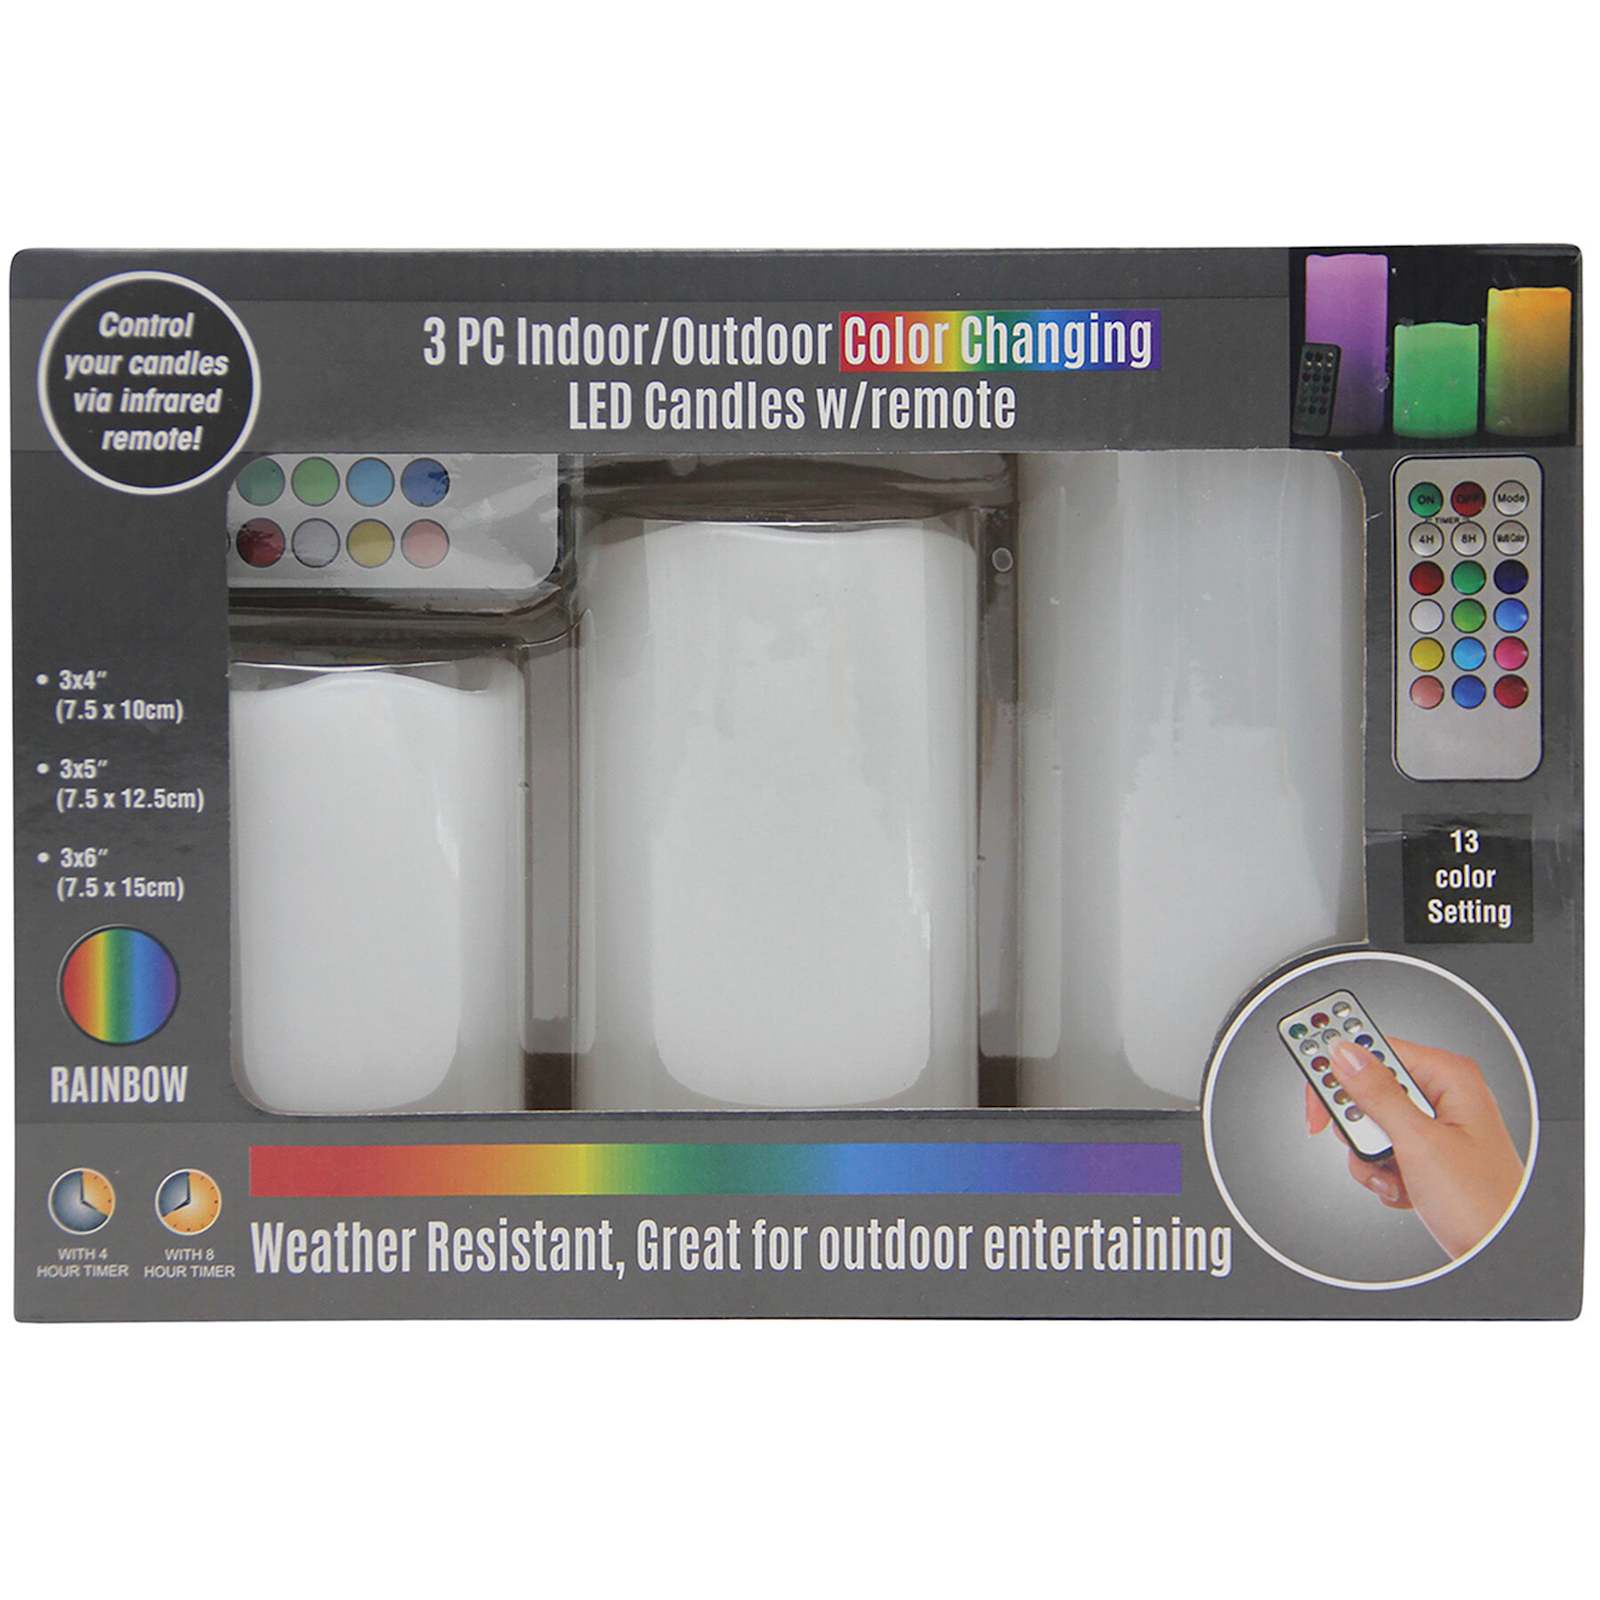 Control
your candles
via infrared
remote!
3 PC Indoor/Outdoor Color Changing
LED Candles w/remote
ON OFF Mode
TIMER
4H 8H Multi Color
• 3x4"
(7.5 x 10cm)
• 3x5"
(7.5 x 12.5cm)
• 3x6"
(7.5 x 15cm)
RAINBOW
13
color
Setting
WITH 4
HOUR TIMER
WITH 8
HOUR TIMER
Weather Resistant, Great for outdoor entertaining